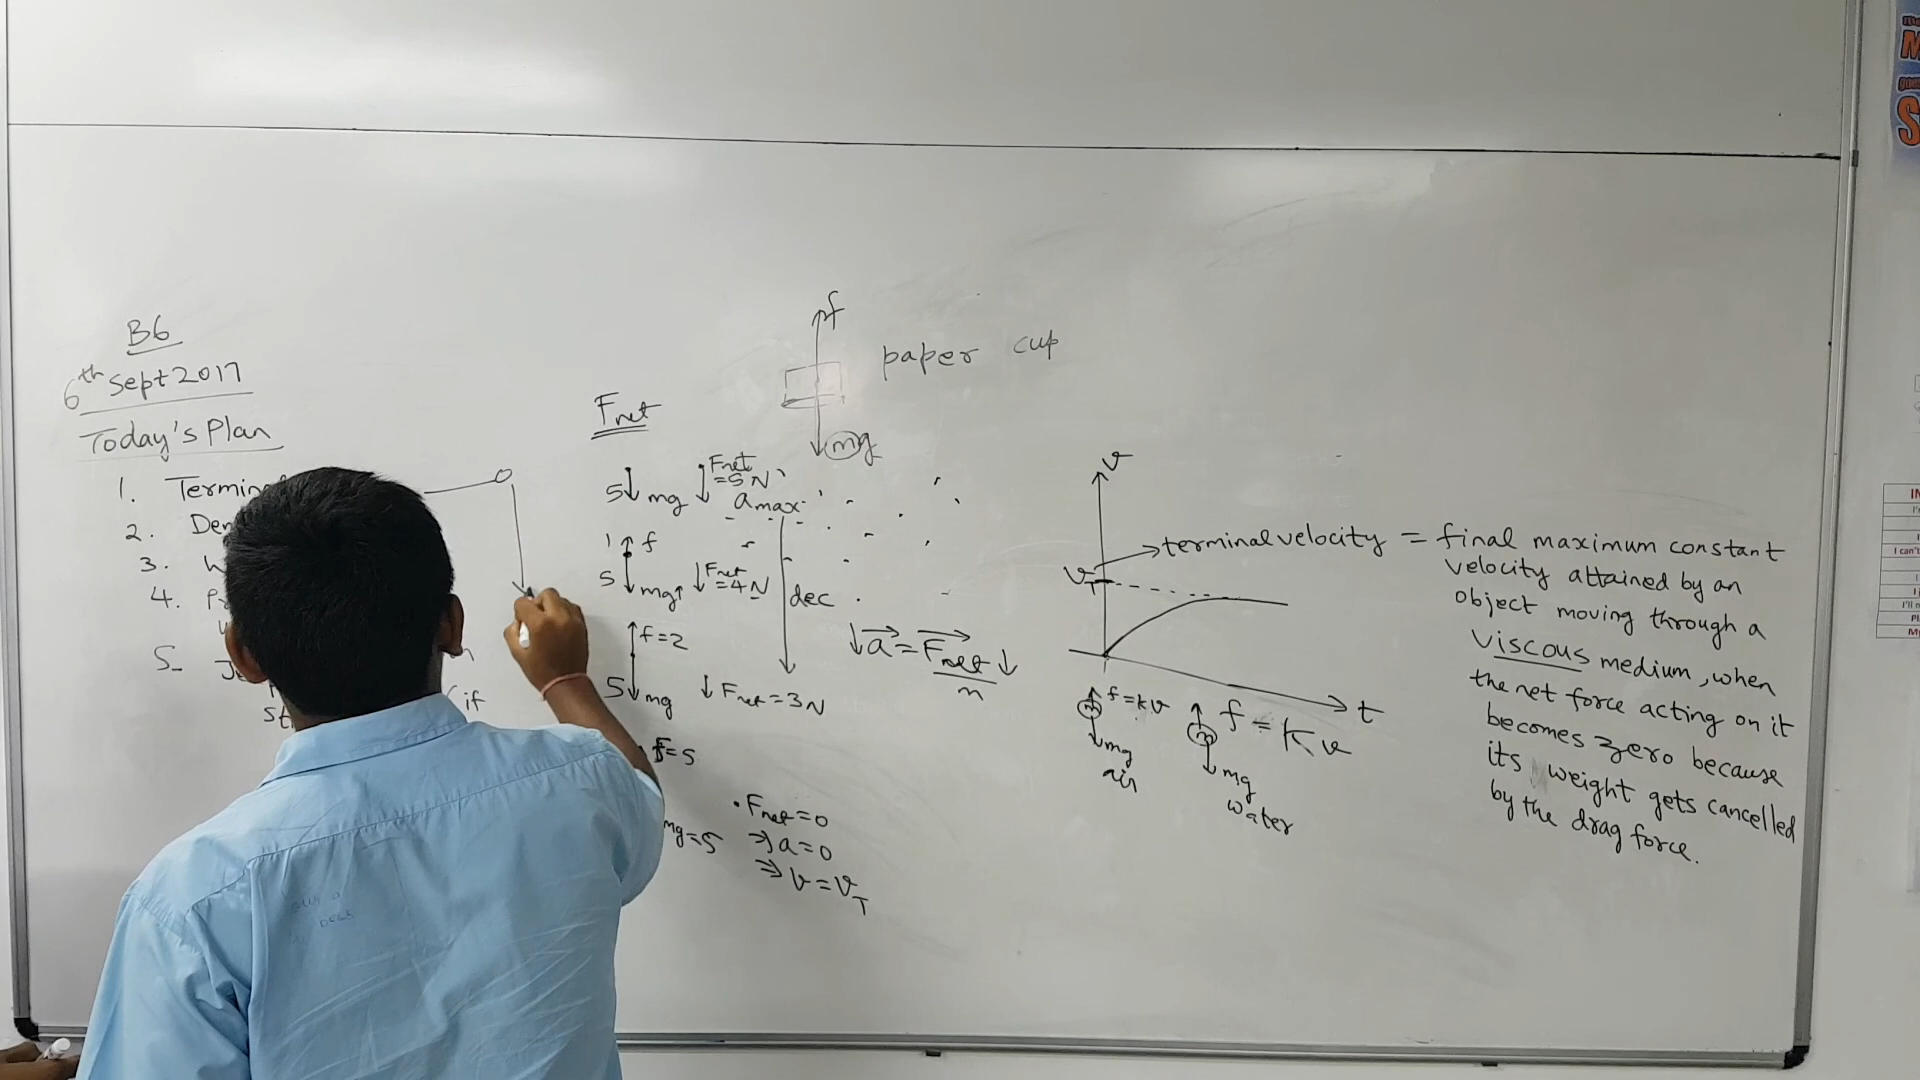 B6
6th Sept 2017
Today's Plan
1.
2.
3.
4.
5.
if
f
paper cup
mg
Fnet
5 mg
Fnet = 5N
amax
1 f
5 mg
Fnet = 4N
dec
f=2
5 mg
Fnet = 3N
a = Fnet
m
f=5
mg=5
Fnet=0
⇒ a=0
⇒ v=vT
v
vT
t
terminal velocity = final maximum constant
velocity attained by an
object moving through a
viscous medium, when
the net force acting on it
becomes zero because
its weight gets cancelled
by the drag force.
f=kv
mg
air
f = Kv
mg
water